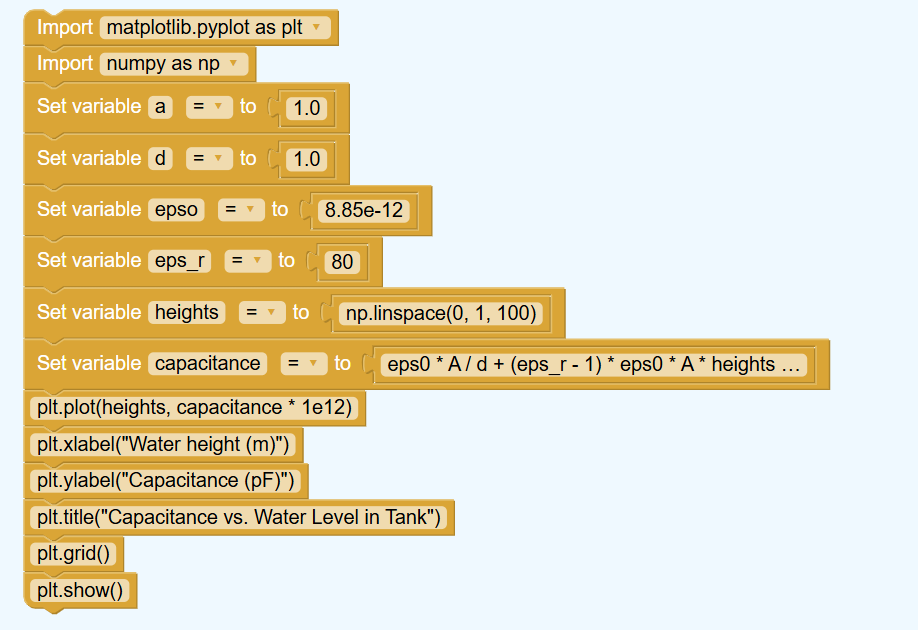 Import matplotlib.pyplot as plt
Import numpy as np
Set variable a = to 1.0
Set variable d = to 1.0
Set variable epso = to 8.85e-12
Set variable eps_r = to 80
Set variable heights = to np.linspace(0, 1, 100)
Set variable capacitance = to eps0 * A / d + (eps_r - 1) * eps0 * A * heights ...
plt.plot(heights, capacitance * 1e12)
plt.xlabel("Water height (m)")
plt.ylabel("Capacitance (pF)")
plt.title("Capacitance vs. Water Level in Tank")
plt.grid()
plt.show()